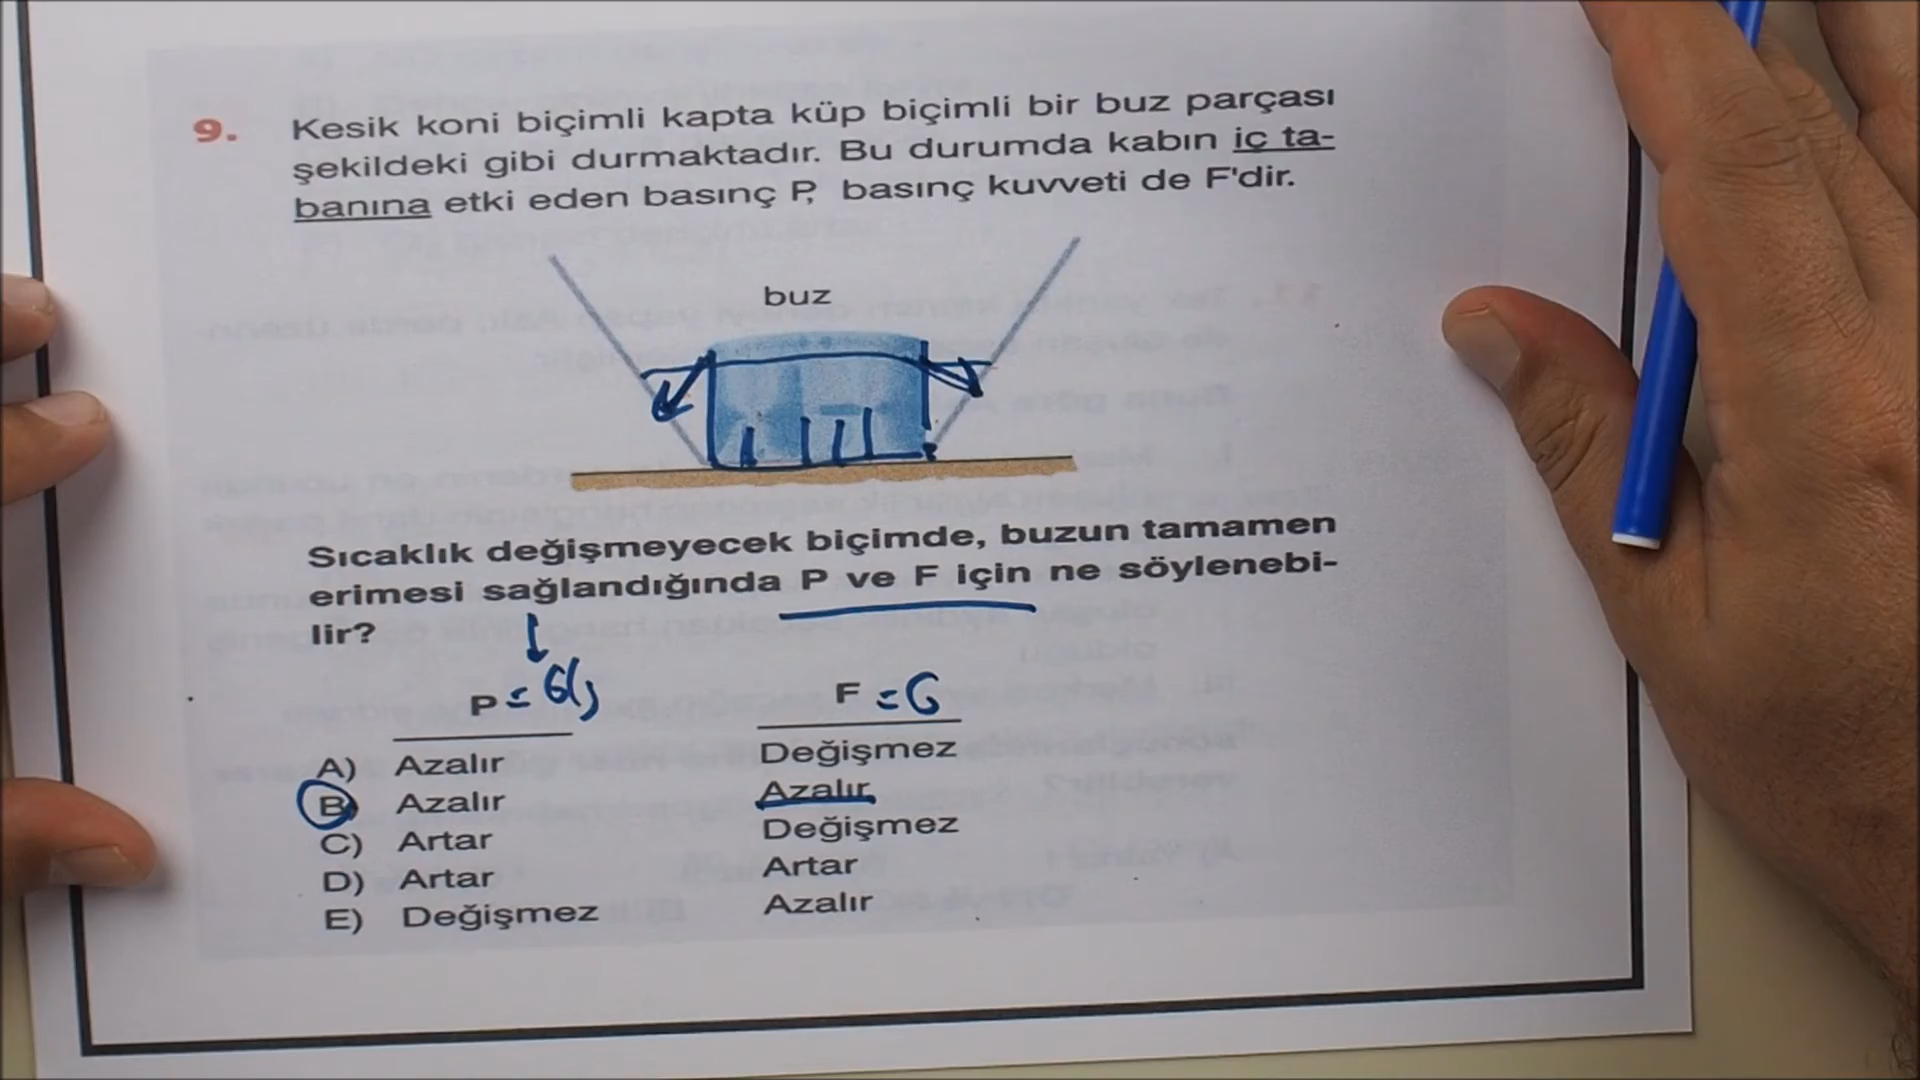 9. Kesik koni biçimli kapta küp biçimli bir buz parçası
şekildeki gibi durmaktadır. Bu durumda kabın iç ta-
banına etki eden basınç P, basınç kuvveti de F'dir.
buz
Sıcaklık değişmeyecek biçimde, buzun tamamen
erimesi sağlandığında P ve F için ne söylenebi-
lir?
P F = G
A) Azalır Değişmez
B) Azalır Azalır
C) Artar Değişmez
D) Artar Artar
E) Değişmez Azalır